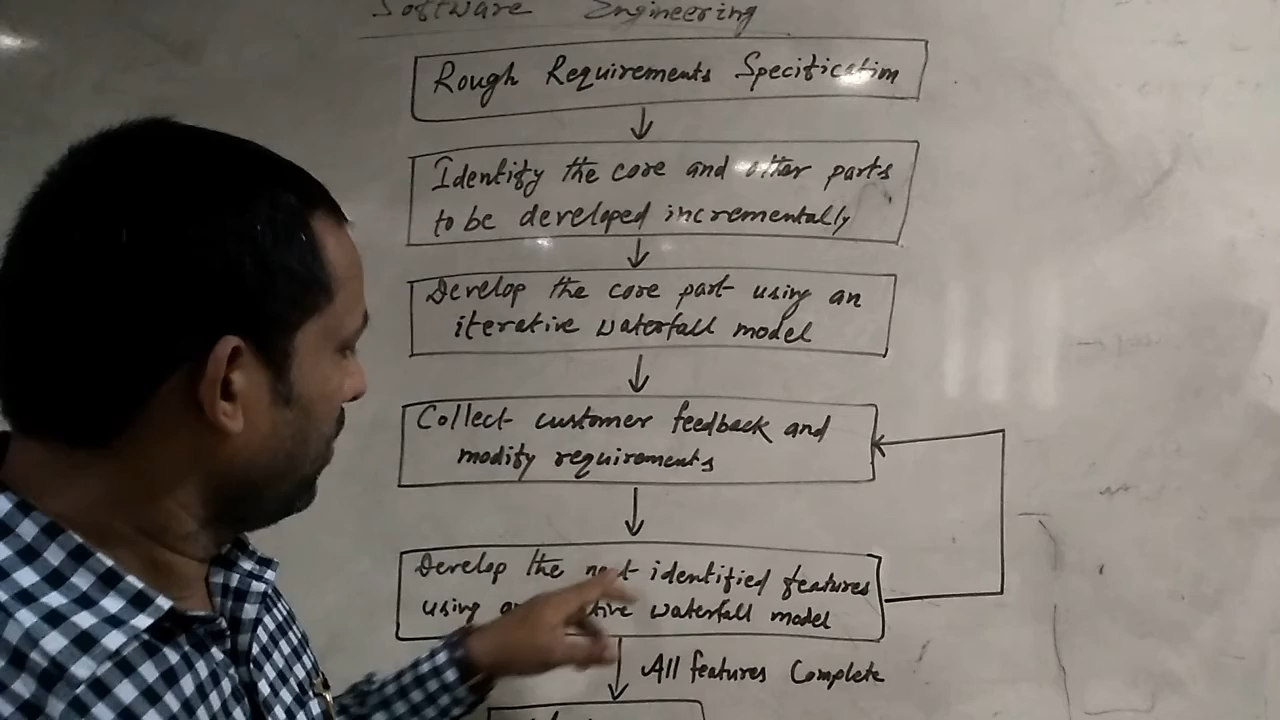 Software Engineering
Rough Requirements Specification
Identify the core and other parts
to be developed incrementally
Develop the core part using an
iterative waterfall model
Collect customer feedback and
modify requirements
Develop the next identified features
using waterfall model
All features Complete